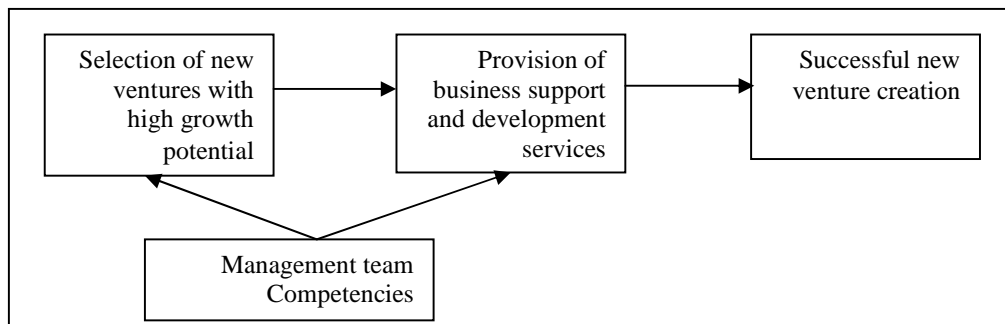 Selection of new
ventures with
high growth
potential
Provision of
business support
and development
services
Successful new
venture creation
Management team
Competencies